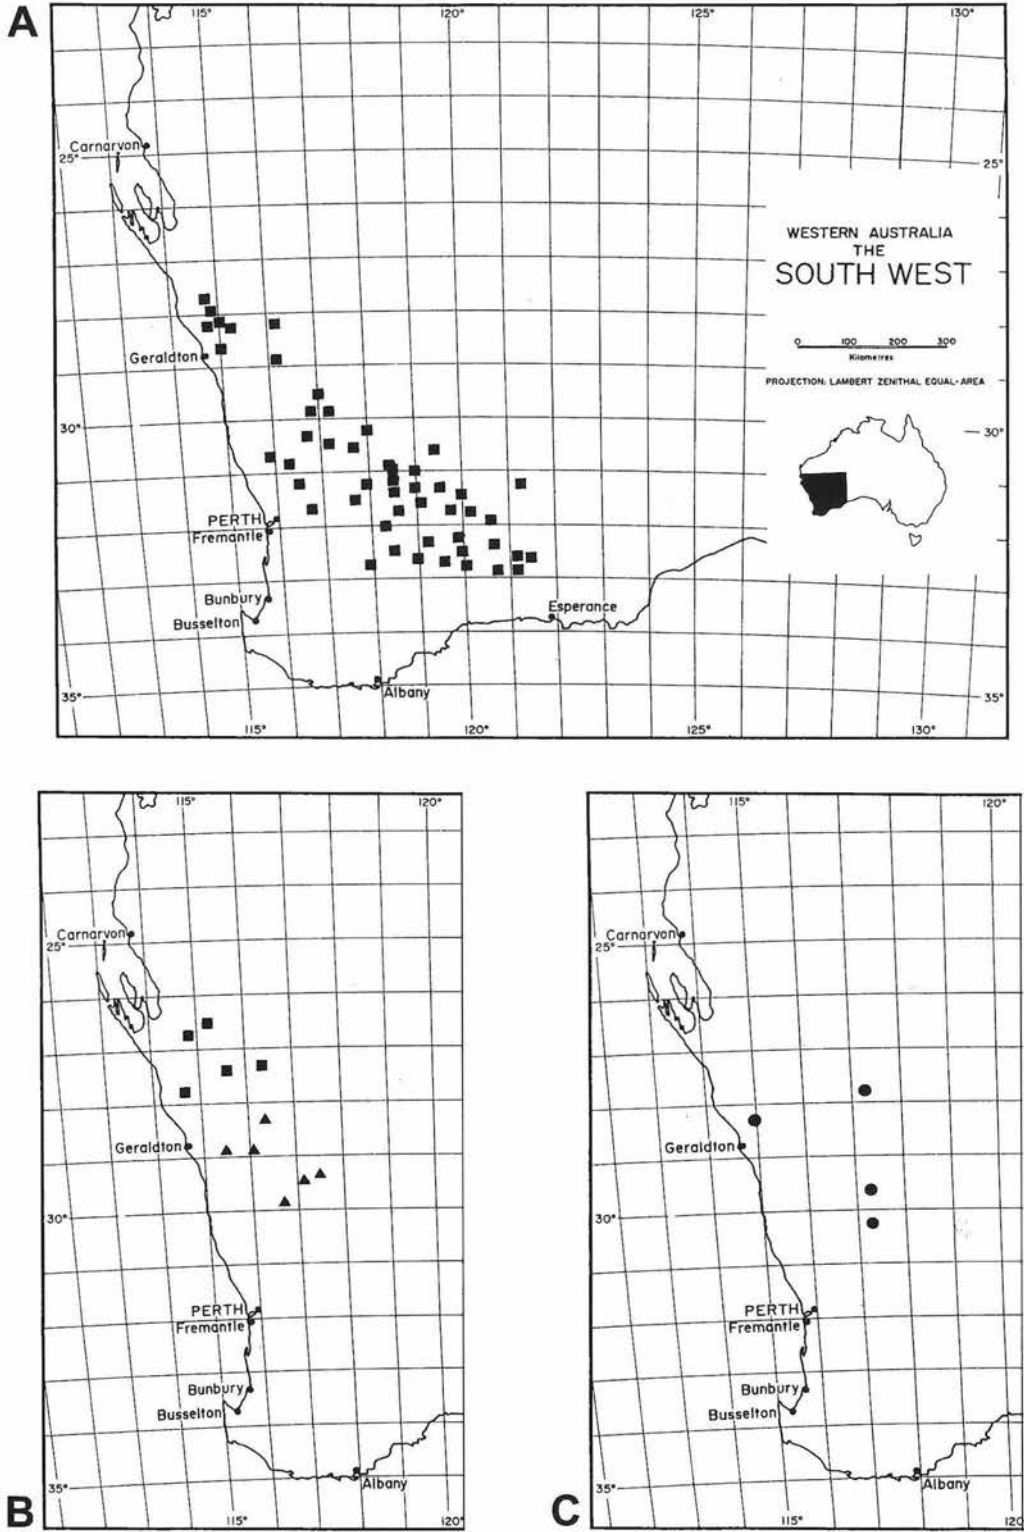 A
115°
120°
125°
130°
Carnarvon
25°
25°
WESTERN AUSTRALIA
THE
SOUTH WEST
0 100 200 300
Kilometres
Geraldton
PROJECTION: LAMBERT ZENITHAL EQUAL-AREA
30°
30°
PERTH
Fremantle
Bunbury
Busselton
Esperance
Albany
35°
35°
115°
120°
125°
130°
115°
120°
Carnarvon
25°
Geraldton
30°
PERTH
Fremantle
Bunbury
Busselton
Albany
35°
B
115°
120°
115°
120°
Carnarvon
25°
Geraldton
30°
PERTH
Fremantle
Bunbury
Busselton
Albany
35°
C
115°
120